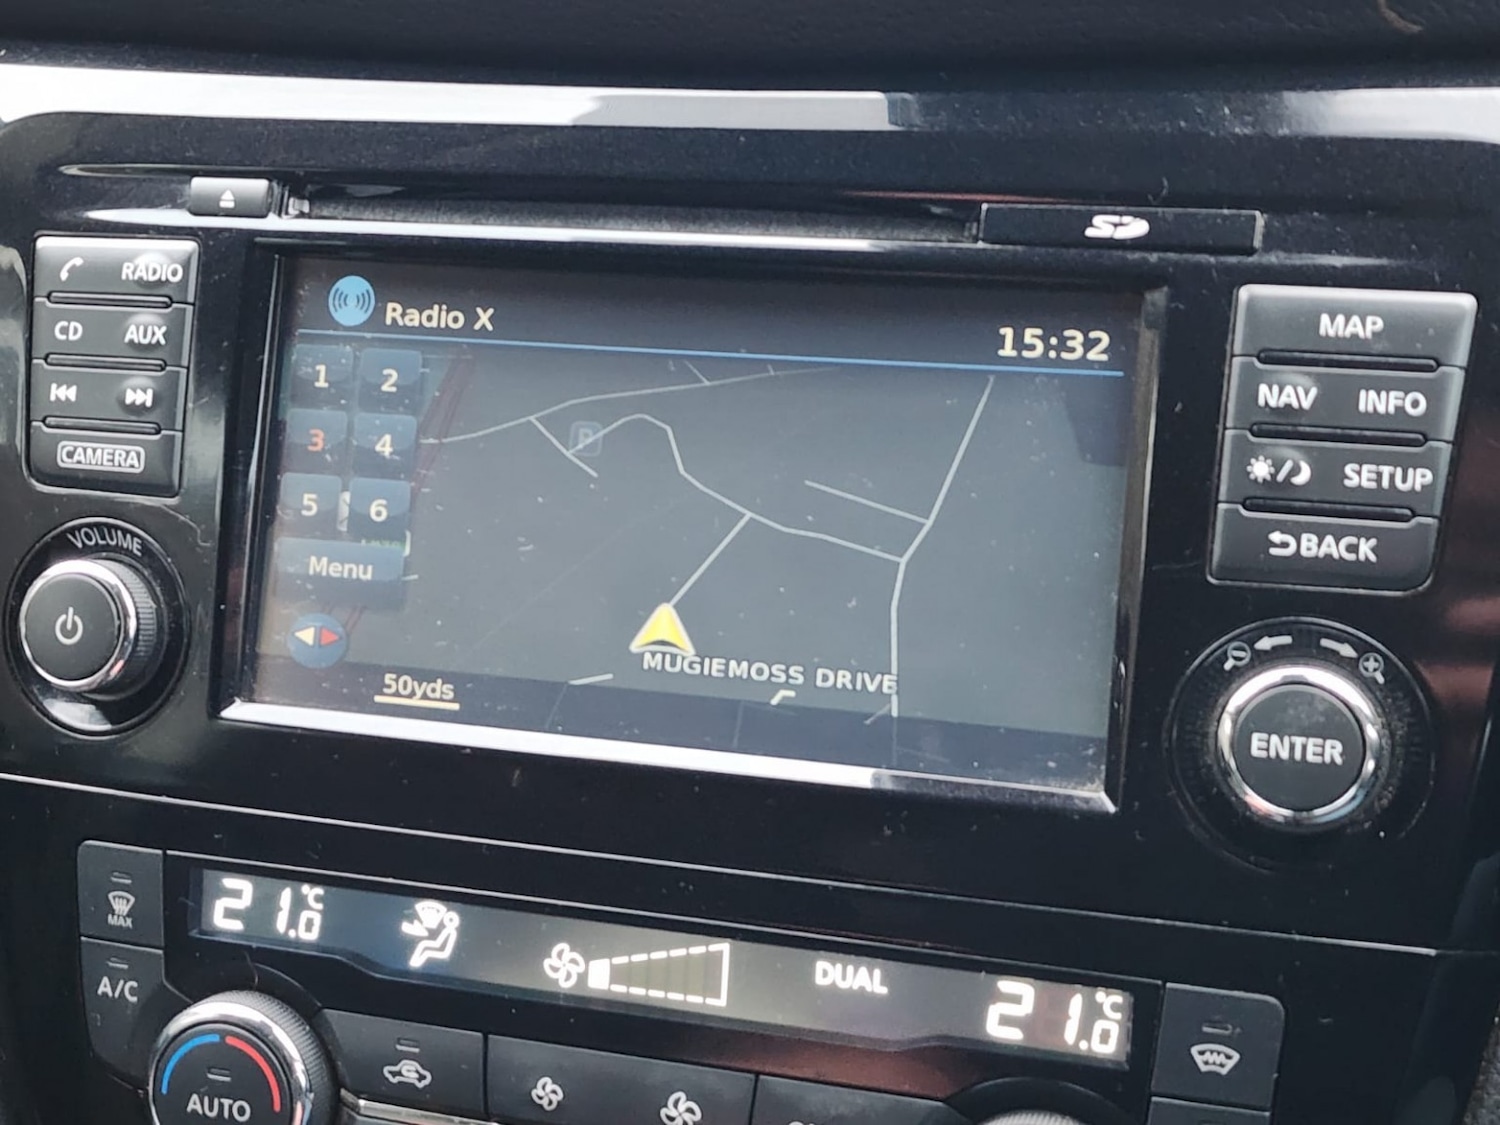 SD
RADIO
CD AUX
CAMERA
VOLUME
Radio X
15:32
1 2
3 4
5 6
Menu
P
MUGIEMOSS DRIVE
50yds
MAP
NAV INFO
SETUP
BACK
ENTER
MAX
A/C
21.0°C
DUAL
21.0°C
AUTO